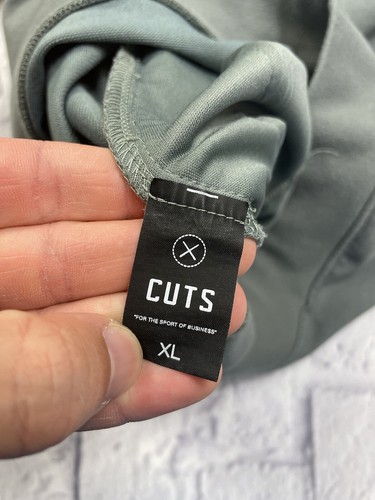 CUTS
"FOR THE SPORT OF BUSINESS"
XL